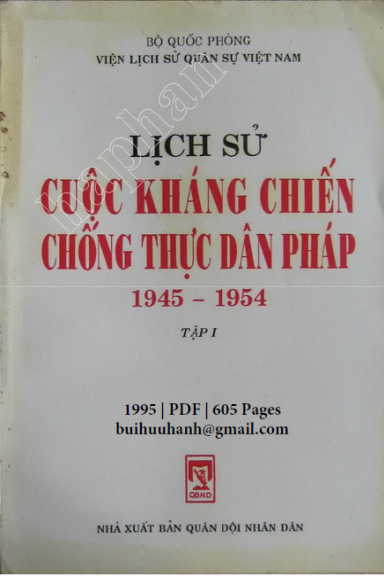 BỘ QUỐC PHÒNG
VIỆN LỊCH SỬ QUÂN SỰ VIỆT NAM
hapham
LỊCH SỬ
CUỘC KHÁNG CHIẾN
CHỐNG THỰC DÂN PHÁP
1945 - 1954
TẬP I
1995 | PDF | 605 Pages
buihuuhanh@gmail.com
QĐND
NHÀ XUẤT BẢN QUÂN ĐỘI NHÂN DÂN